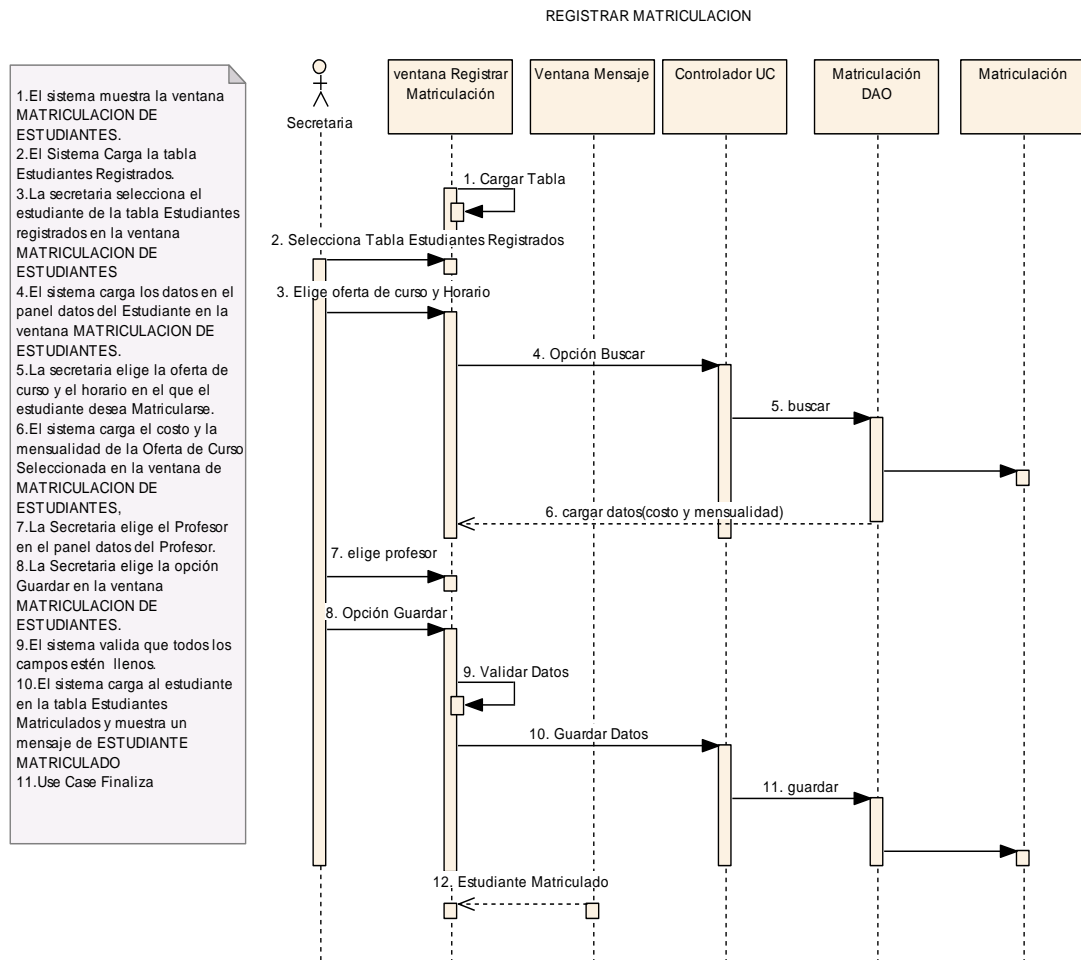 REGISTRAR MATRICULACION
1.El sistema muestra la ventana
MATRICULACION DE
ESTUDIANTES.
2.El Sistema Carga la tabla
Estudiantes Registrados.
3.La secretaria selecciona el
estudiante de la tabla Estudiantes
registrados en la ventana
MATRICULACION DE
ESTUDIANTES
4.El sistema carga los datos en el
panel datos del Estudiante en la
ventana MATRICULACION DE
ESTUDIANTES.
5.La secretaria elige la oferta de
curso y el horario en el que el
estudiante desea Matricularse.
6.El sistema carga el costo y la
mensualidad de la Oferta de Curso
Seleccionada en la ventana de
MATRICULACION DE
ESTUDIANTES,
7.La Secretaria elige el Profesor
en el panel datos del Profesor.
8.La Secretaria elige la opción
Guardar en la ventana
MATRICULACION DE
ESTUDIANTES.
9.El sistema valida que todos los
campos estén llenos.
10.El sistema carga al estudiante
en la tabla Estudiantes
Matriculados y muestra un
mensaje de ESTUDIANTE
MATRICULADO
11.Use Case Finaliza
Secretaria
ventana Registrar
Matriculación
Ventana Mensaje
Controlador UC
Matriculación
DAO
Matriculación
1. Cargar Tabla
2. Selecciona Tabla Estudiantes Registrados
3. Elige oferta de curso y Horario
4. Opción Buscar
5. buscar
6. cargar datos(costo y mensualidad)
7. elige profesor
8. Opción Guardar
9. Validar Datos
10. Guardar Datos
11. guardar
12. Estudiante Matriculado